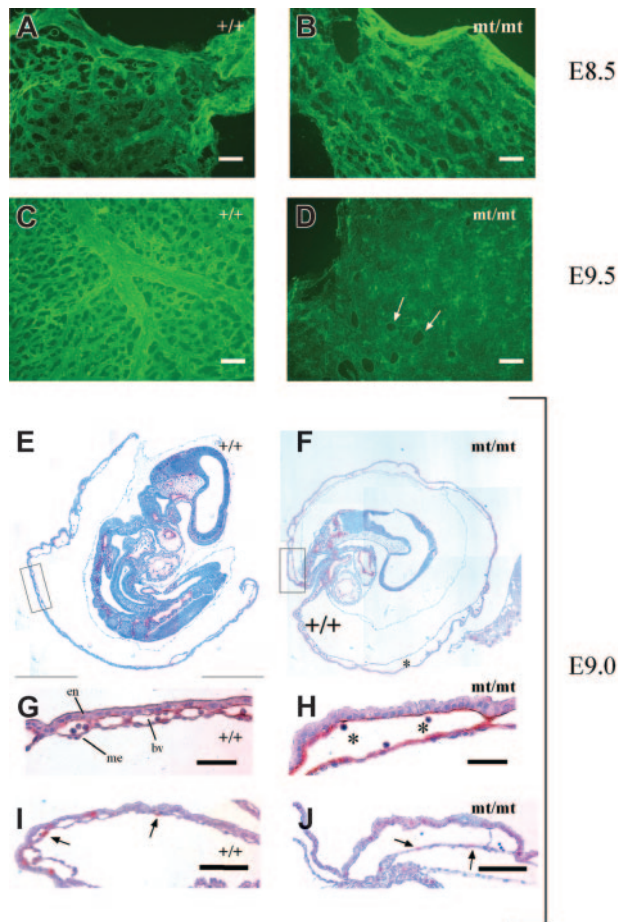 A +/+
B mt/mt
E8.5
C +/+
D mt/mt
E9.5
E +/+
F mt/mt
+/+
*
E9.0
G en me bv +/+
H mt/mt
* *
I +/+
J mt/mt